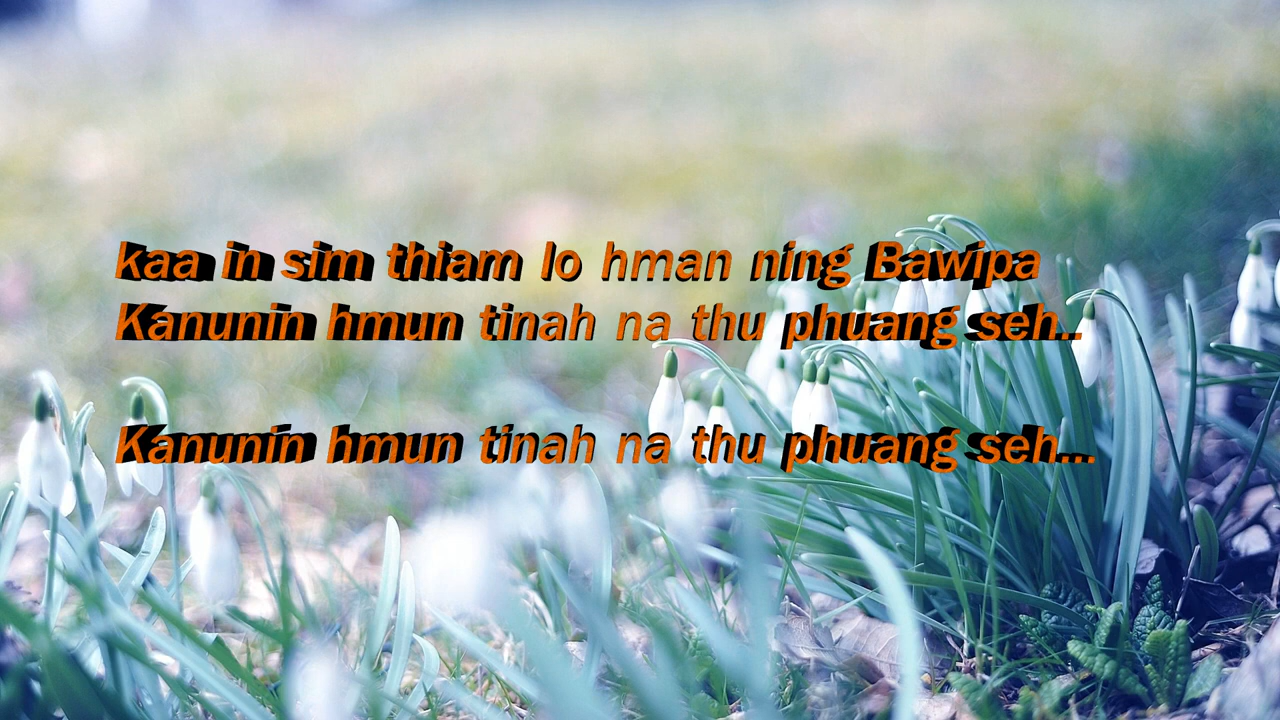 kaa in sim thiam lo hman ning Bawipa
Kanunin hmun tinah na thu phuang seh..
Kanunin hmun tinah na thu phuang seh...